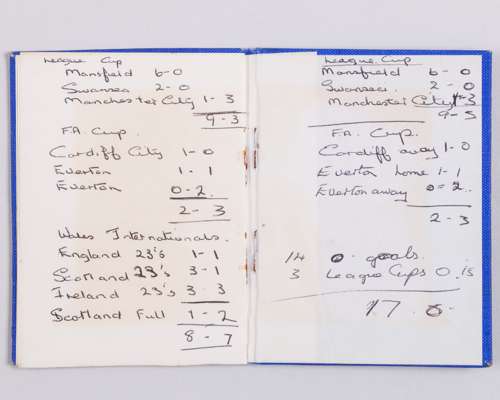 League Cup
Mansfield 6-0
Swansea 2-0
Manchester City 1-3
9-3
F.A. Cup.
Cardiff City 1-0
Everton 1-1
Everton 0-2
2-3
Wales Internationals.
England 23's 1-1
Scotland 23's 3-1
Ireland 23's 3-3
Scotland Full 1-2
8-7
League Cup
Mansfield 6-0
Swansea. 2-0
Manchester City 1-3
9-3
F.A. Cup.
Cardiff away 1-0
Everton home 1-1
Everton away 0=2
2-3
14 0. goals.
3 League Cups 0.
17.0.